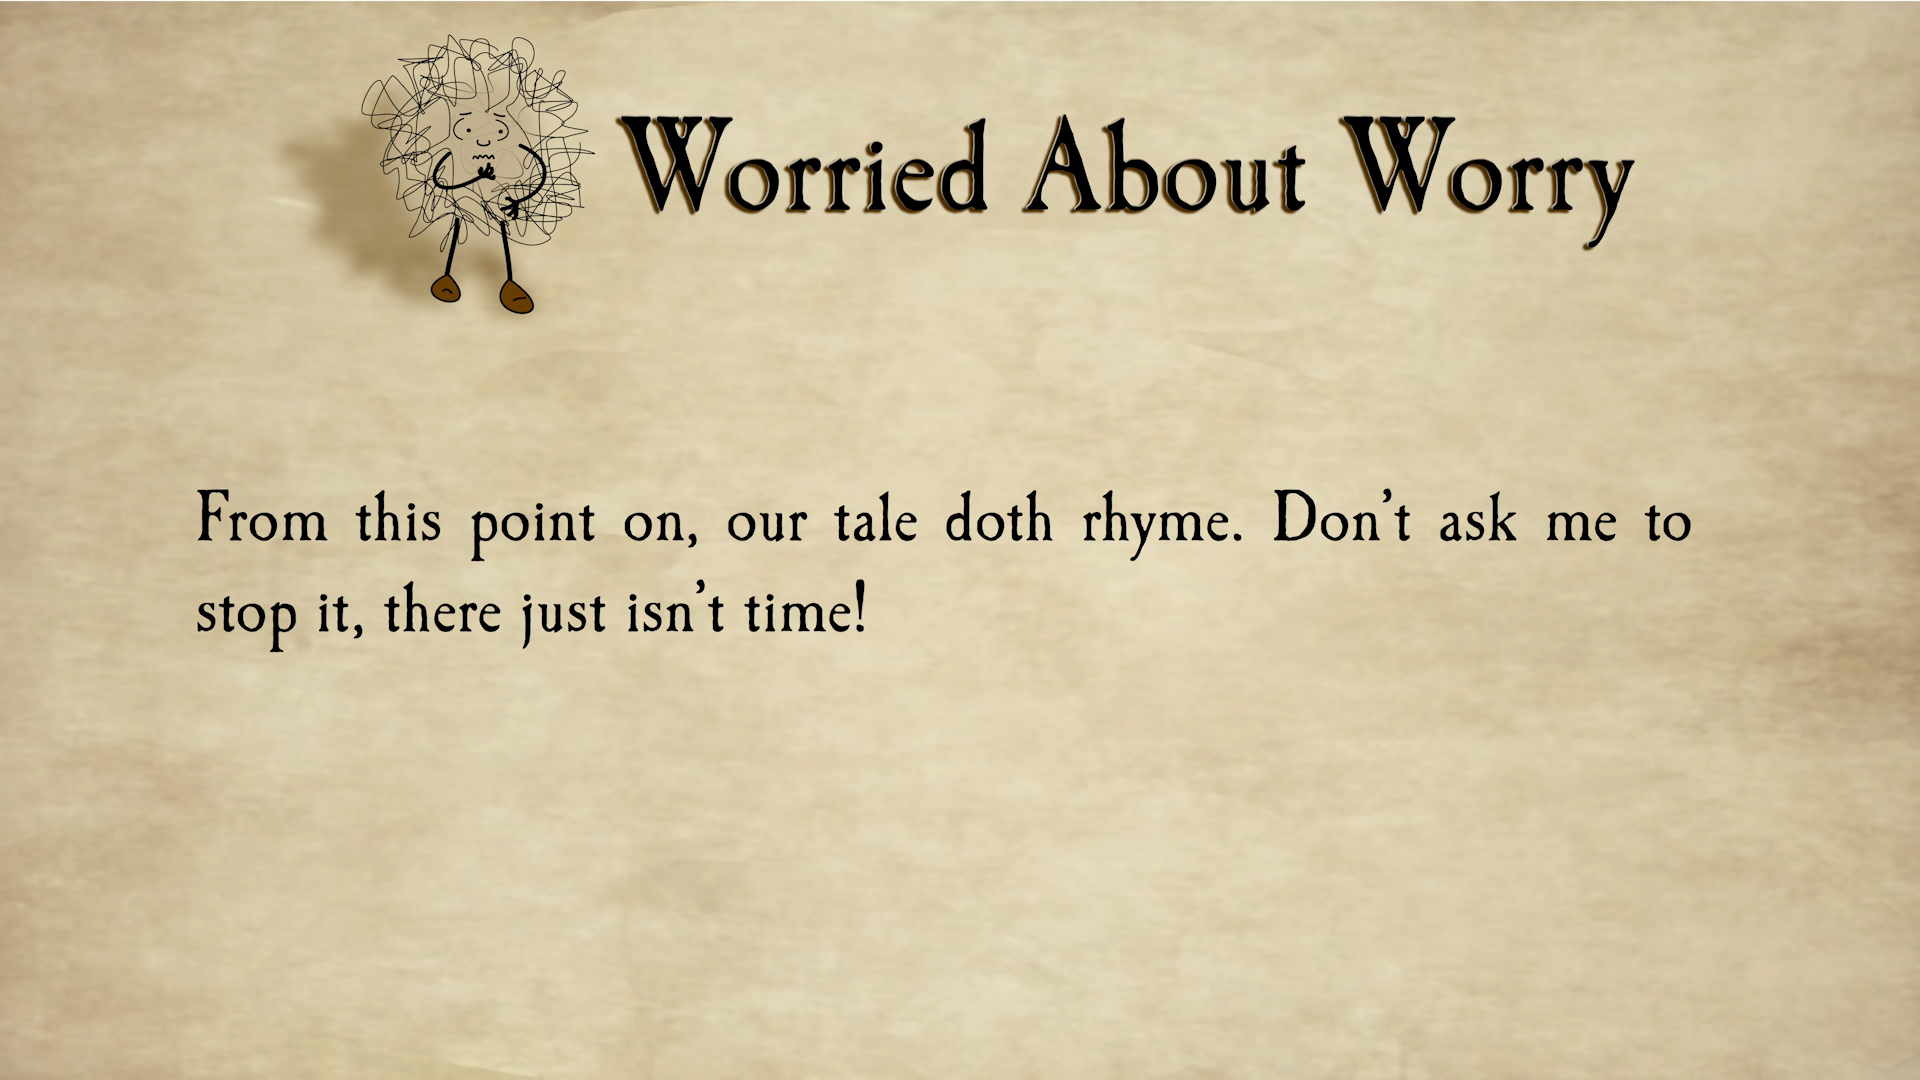 Worried About Worry
From this point on, our tale doth rhyme. Don't ask me to
stop it, there just isn't time!